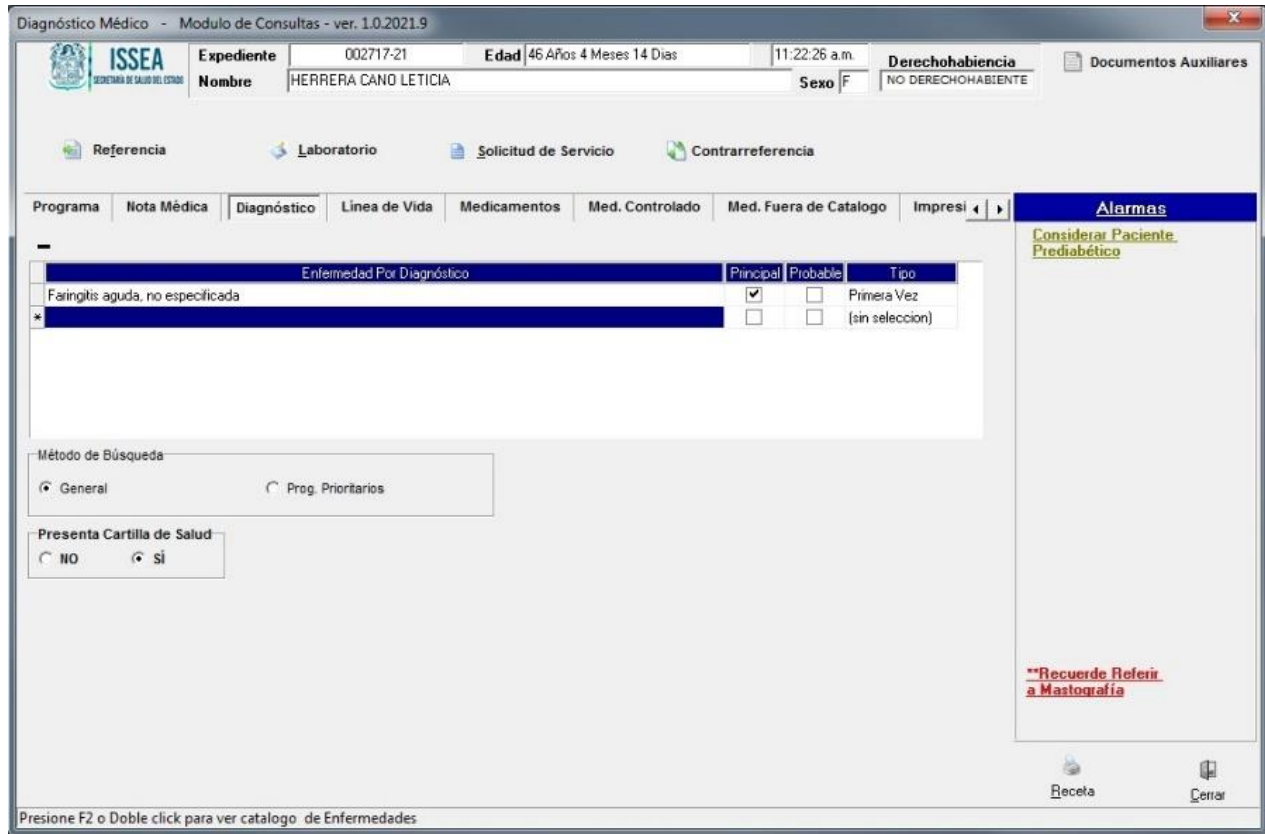 Diagnóstico Médico - Modulo de Consultas - ver. 1.0.2021.9
ISSEA
SECRETARÍA DE SALUD DEL ESTADO
Expediente 002717-21 Edad 46 Años 4 Meses 14 Dias 11:22:26 a.m. Derechohabiencia Documentos Auxiliares
Nombre HERRERA CANO LETICIA Sexo F NO DERECHOHABIENTE
Referencia Laboratorio Solicitud de Servicio Contrarreferencia
Programa Nota Médica Diagnóstico Linea de Vida Medicamentos Med. Controlado Med. Fuera de Catalogo Impresi
Alarmas
Considerar Paciente
Prediabético
Enfermedad Por Diagnóstico Principal Probable Tipo
Faringitis aguda, no especificada Primera Vez
* (sin seleccion)
Método de Búsqueda
General Prog. Prioritarios
Presenta Cartilla de Salud
NO SÍ
**Recuerde Referir
a Mastografía
Receta Cerrar
Presione F2 o Doble click para ver catalogo de Enfermedades